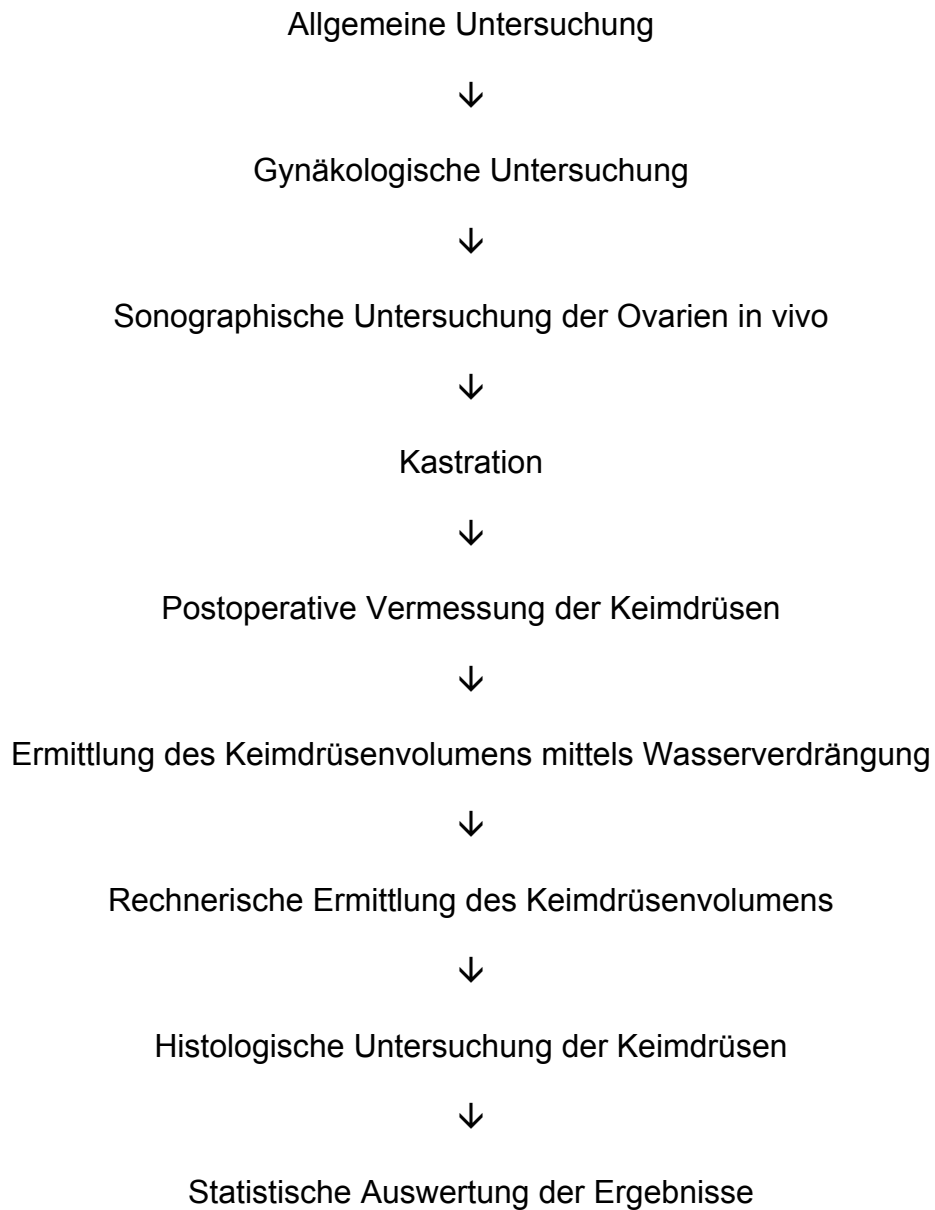 Allgemeine Untersuchung
↓
Gynäkologische Untersuchung
↓
Sonographische Untersuchung der Ovarien in vivo
↓
Kastration
↓
Postoperative Vermessung der Keimdrüsen
↓
Ermittlung des Keimdrüsenvolumens mittels Wasserverdrängung
↓
Rechnerische Ermittlung des Keimdrüsenvolumens
↓
Histologische Untersuchung der Keimdrüsen
↓
Statistische Auswertung der Ergebnisse